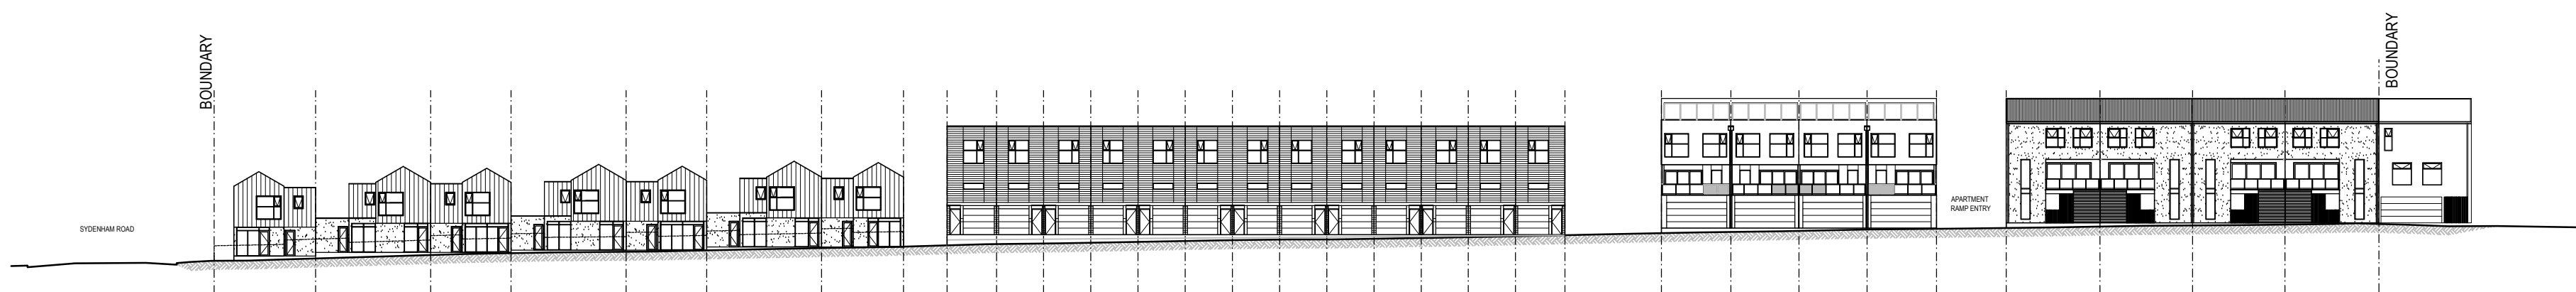 BOUNDARY
SYDENHAM ROAD
APARTMENT
RAMP ENTRY
BOUNDARY